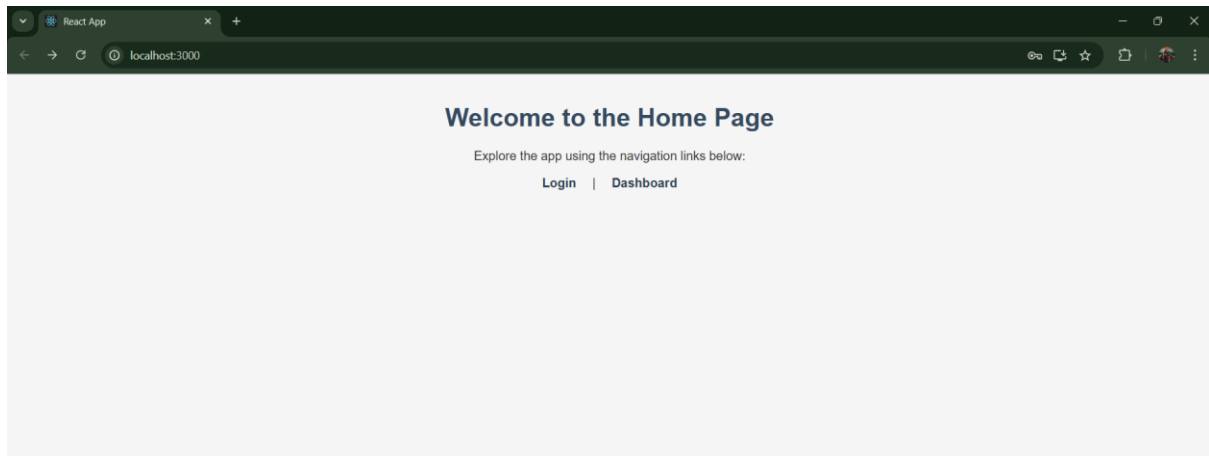 React App
localhost:3000
Welcome to the Home Page
Explore the app using the navigation links below:
Login | Dashboard